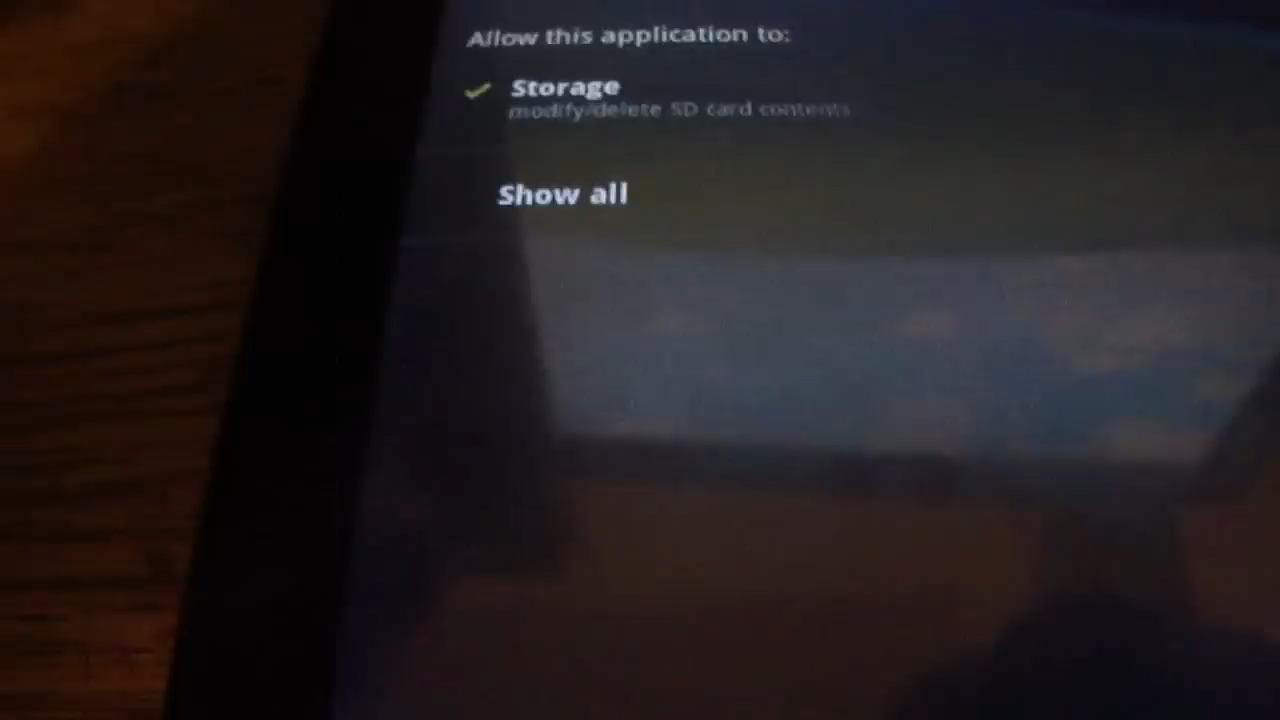 Allow this application to:
Storage
modify/delete SD card contents
Show all